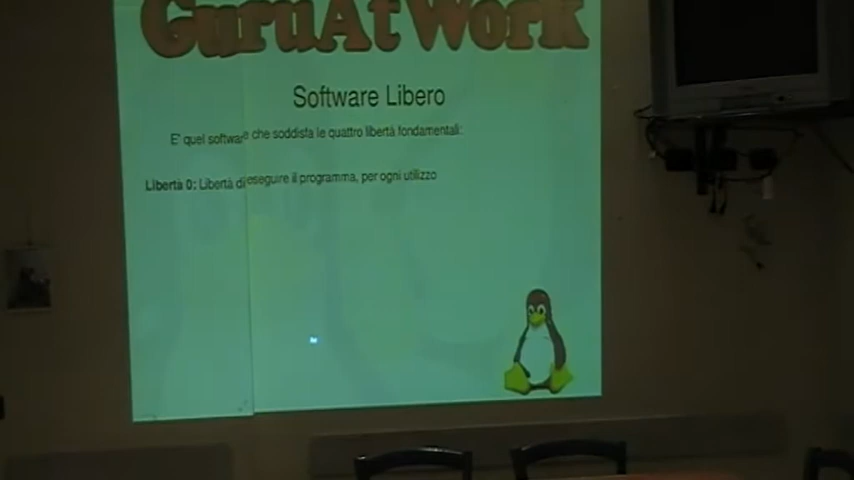 GuruAtWork
Software Libero
E' quel software che soddisfa le quattro libertà fondamentali:
Libertà 0: Libertà di eseguire il programma, per ogni utilizzo